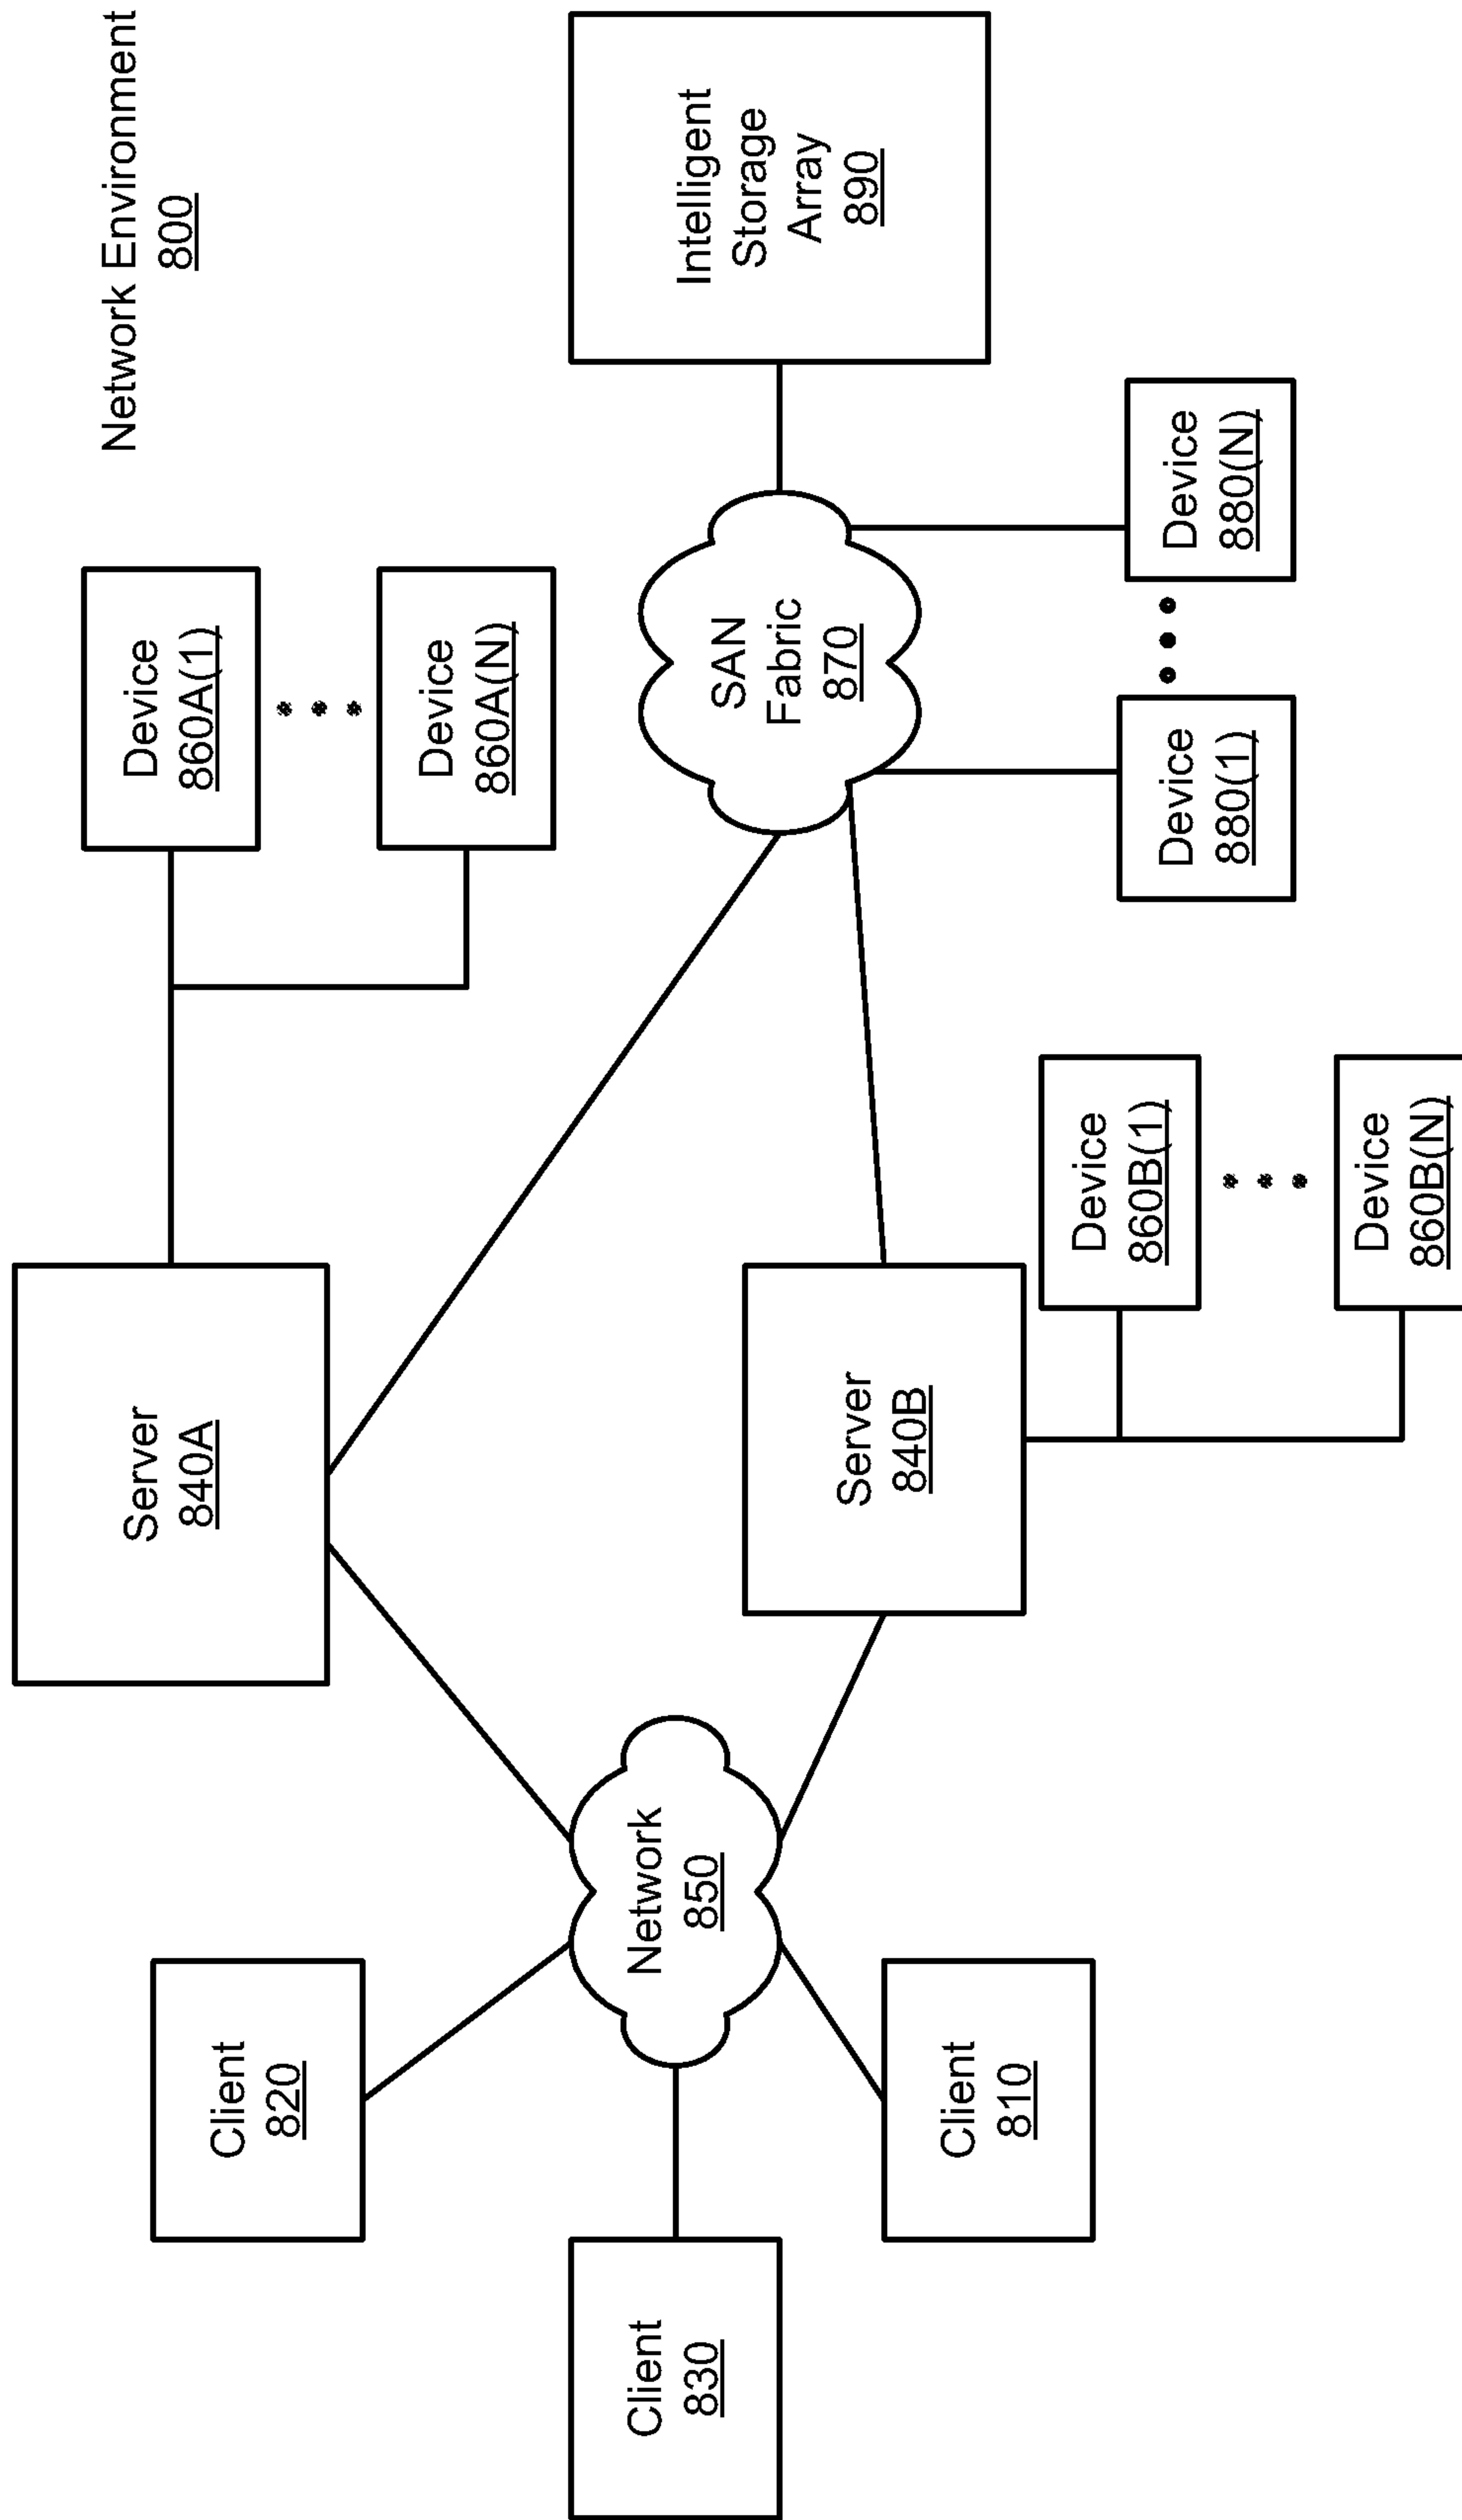 Network Environment
800
Device
860A(1)
Device
860A(N)
Server
840A
Client
820
Client
830
Network
850
SAN
Fabric
870
Intelligent
Storage
Array
890
Server
840B
Client
810
Device
860B(1)
Device
860B(N)
Device
880(1)
Device
880(N)